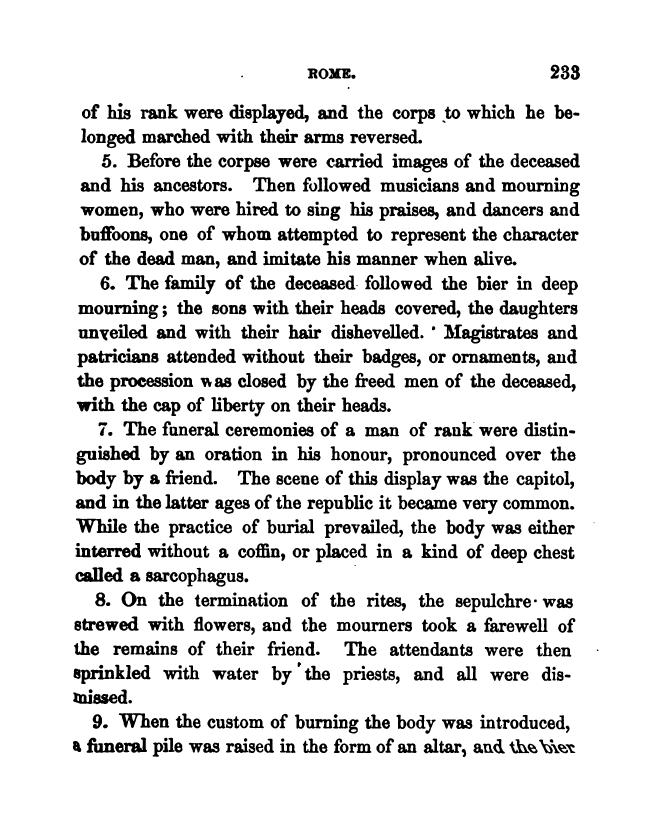 ROME. 233
of his rank were displayed, and the corps to which he be-
longed marched with their arms reversed.
5. Before the corpse were carried images of the deceased
and his ancestors. Then followed musicians and mourning
women, who were hired to sing his praises, and dancers and
buffoons, one of whom attempted to represent the character
of the dead man, and imitate his manner when alive.
6. The family of the deceased followed the bier in deep
mourning; the sons with their heads covered, the daughters
unveiled and with their hair dishevelled. Magistrates and
patricians attended without their badges, or ornaments, and
the procession was closed by the freed men of the deceased,
with the cap of liberty on their heads.
7. The funeral ceremonies of a man of rank were distin-
guished by an oration in his honour, pronounced over the
body by a friend. The scene of this display was the capitol,
and in the latter ages of the republic it became very common.
While the practice of burial prevailed, the body was either
interred without a coffin, or placed in a kind of deep chest
called a sarcophagus.
8. On the termination of the rites, the sepulchre was
strewed with flowers, and the mourners took a farewell of
the remains of their friend. The attendants were then
sprinkled with water by the priests, and all were dis-
missed.
9. When the custom of burning the body was introduced,
a funeral pile was raised in the form of an altar, and the bier